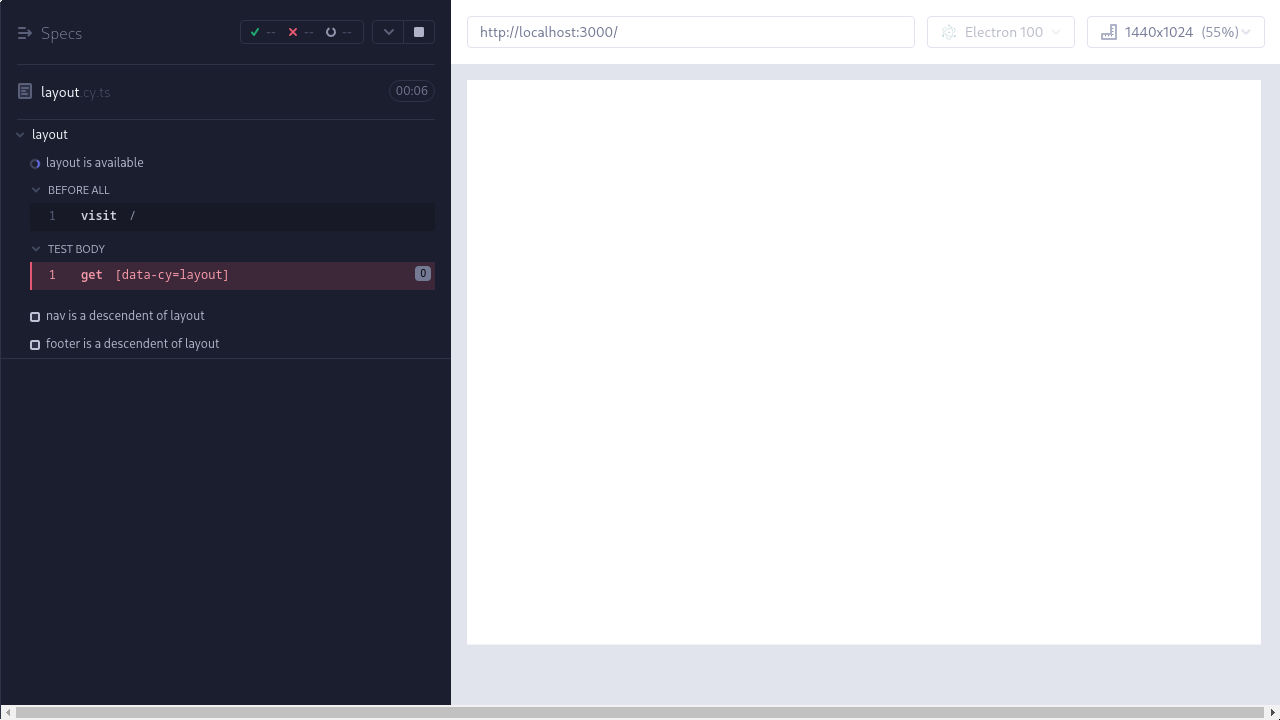 Specs
-- -- --
layout.cy.ts 00:06
layout
layout is available
BEFORE ALL
1 visit /
TEST BODY
1 get [data-cy=layout] 0
nav is a descendent of layout
footer is a descendent of layout
http://localhost:3000/
Electron 100
1440x1024 (55%)